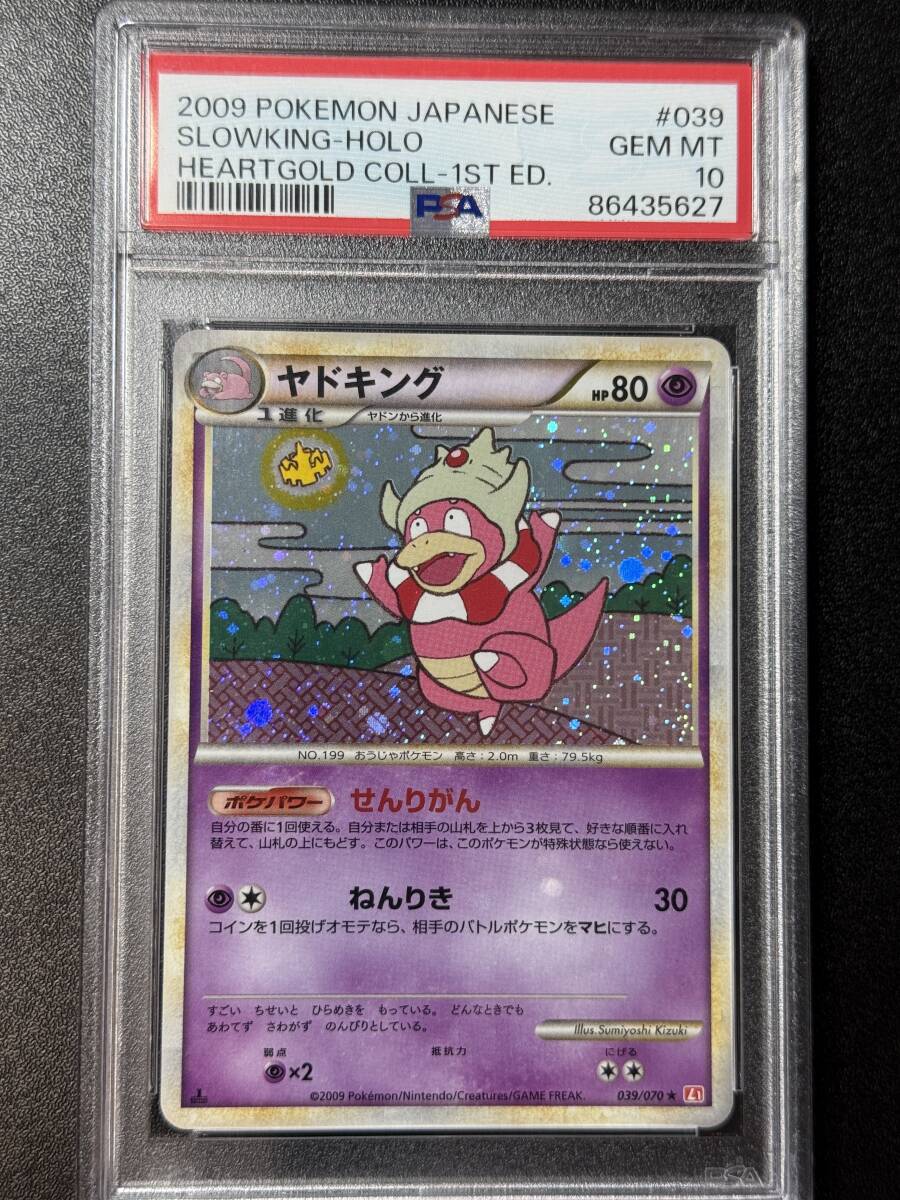 2009 POKEMON JAPANESE #039
SLOWKING-HOLO GEM MT
HEARTGOLD COLL-1ST ED. 10
PSA 86435627
ヤドキング HP80
1進化 ヤドンから進化
NO.199 おうじゃポケモン 高さ:2.0m 重さ:79.5kg
ポケパワー せんりがん
自分の番に1回使える。自分または相手の山札を上から3枚見て、好きな順番に入れ
替えて、山札の上にもどす。このパワーは、このポケモンが特殊状態なら使えない。
ねんりき 30
コインを1回投げオモテなら、相手のバトルポケモンをマヒにする。
すごい ちせいと ひらめきを もっている。 どんなときでも
あわてず さわがず のんびりとしている。
Illus. Sumiyoshi Kizuki
弱点 抵抗力 にげる
×2
1
©2009 Pokémon/Nintendo/Creatures/GAME FREAK. 039/070 ★ L1
PSA